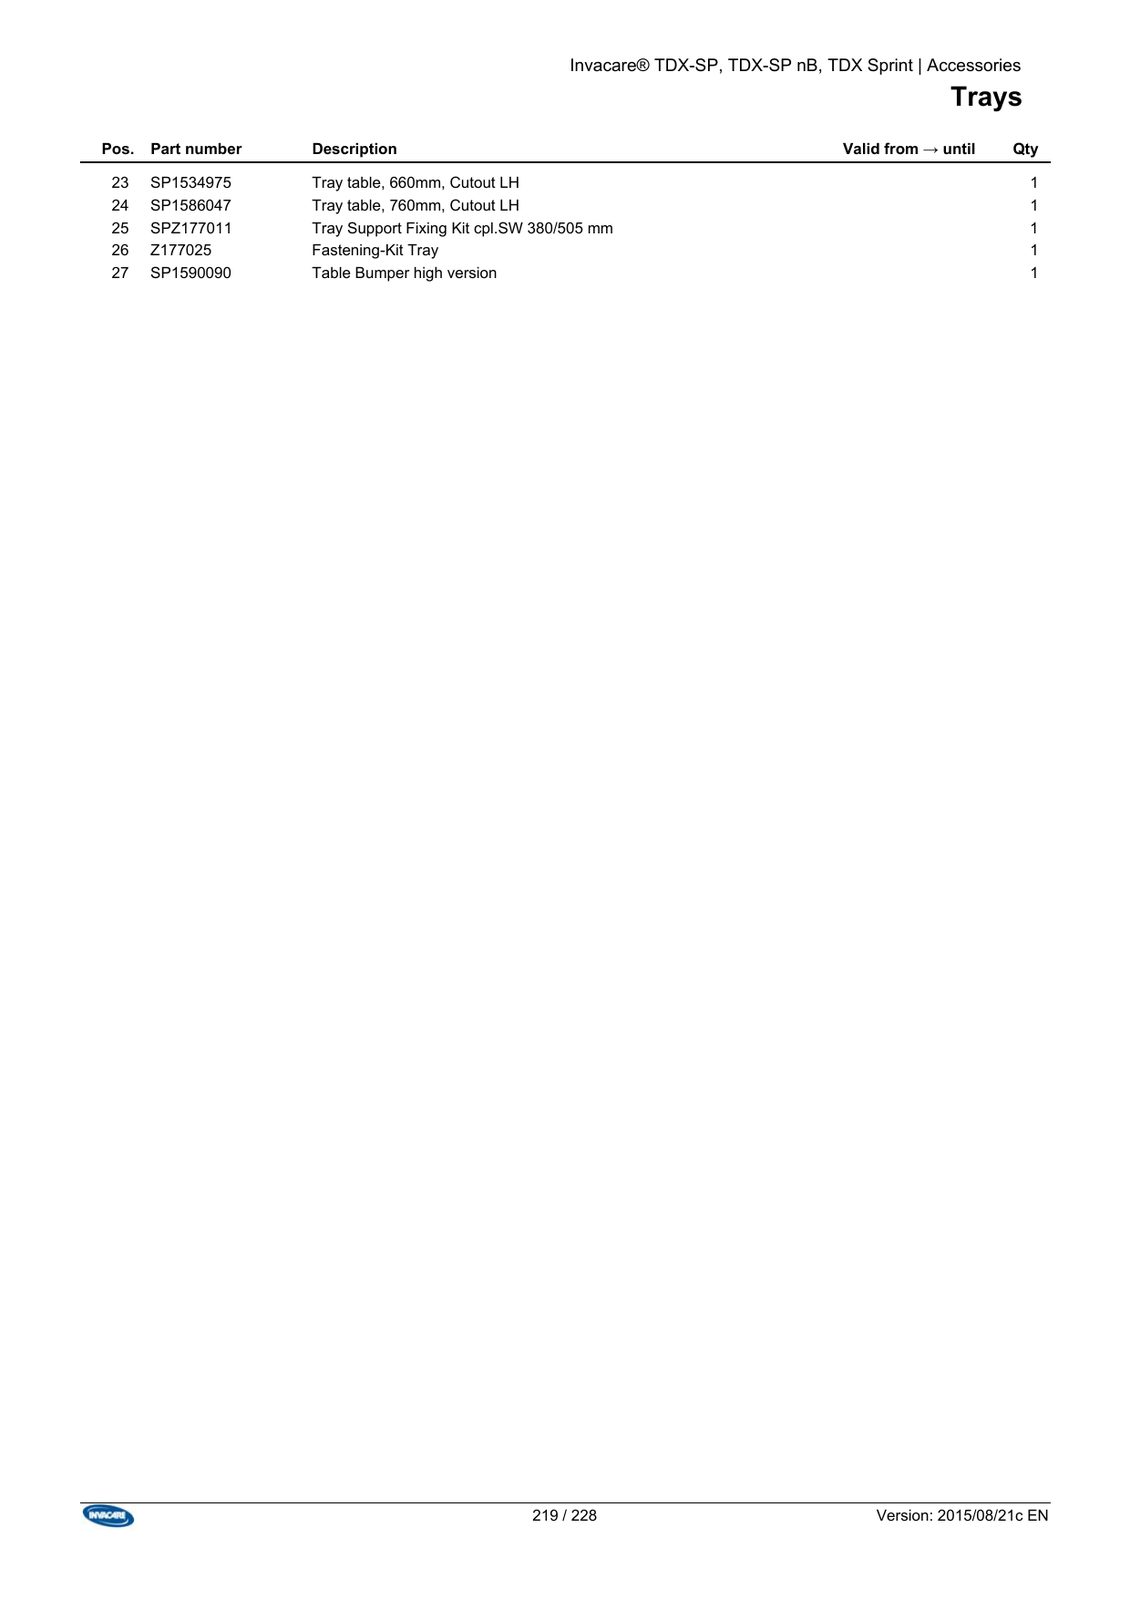 Invacare® TDX-SP, TDX-SP nB, TDX Sprint | Accessories
Trays
Pos. Part number Description Valid from → until Qty
23 SP1534975 Tray table, 660mm, Cutout LH 1
24 SP1586047 Tray table, 760mm, Cutout LH 1
25 SPZ177011 Tray Support Fixing Kit cpl.SW 380/505 mm 1
26 Z177025 Fastening-Kit Tray 1
27 SP1590090 Table Bumper high version 1
INVACARE 219 / 228 Version: 2015/08/21c EN